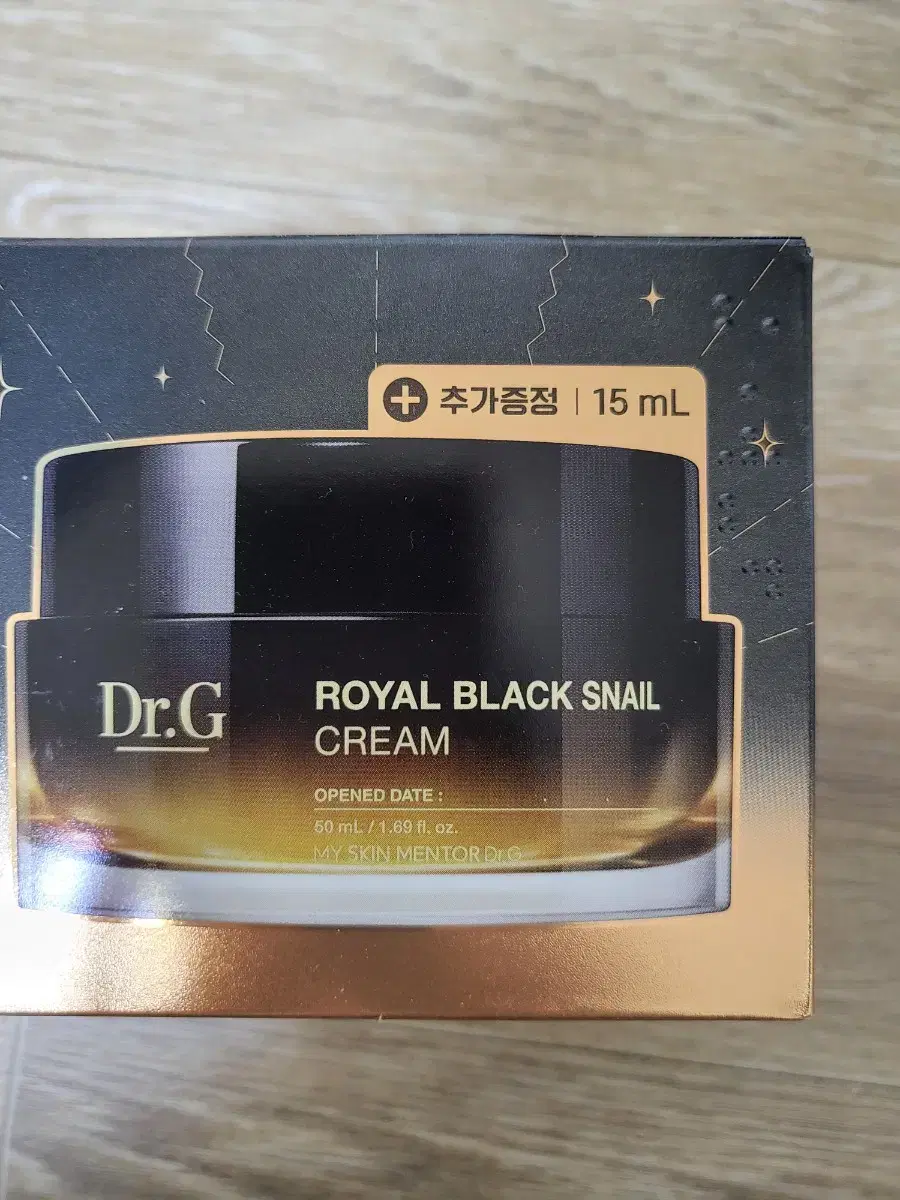 추가증정 | 15 mL
Dr.G
ROYAL BLACK SNAIL
CREAM
OPENED DATE :
50 mL / 1.69 fl. oz.
MY SKIN MENTOR Dr.G